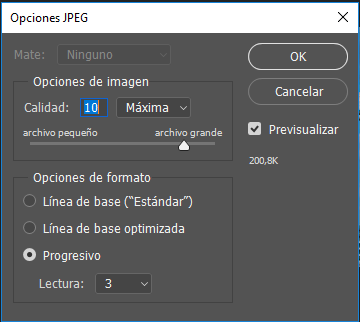 Opciones JPEG
Mate: Ninguno
OK
Opciones de imagen
Cancelar
Calidad: 10 Máxima
archivo pequeño archivo grande
Previsualizar
200,8K
Opciones de formato
Línea de base (“Estándar”)
Línea de base optimizada
Progresivo
Lectura: 3